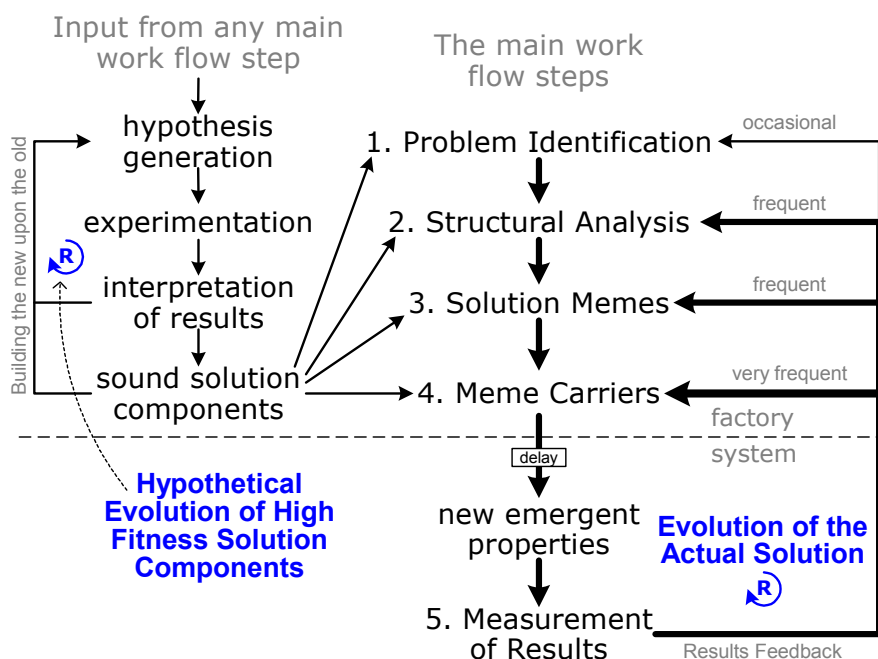 Input from any main
work flow step
hypothesis
generation
experimentation
interpretation
of results
sound solution
components
Building the new upon the old
R
Hypothetical
Evolution of High
Fitness Solution
Components
The main work
flow steps
1. Problem Identification
2. Structural Analysis
3. Solution Memes
4. Meme Carriers
occasional
frequent
frequent
very frequent
factory
system
delay
new emergent
properties
5. Measurement
of Results
Evolution of the
Actual Solution
R
Results Feedback